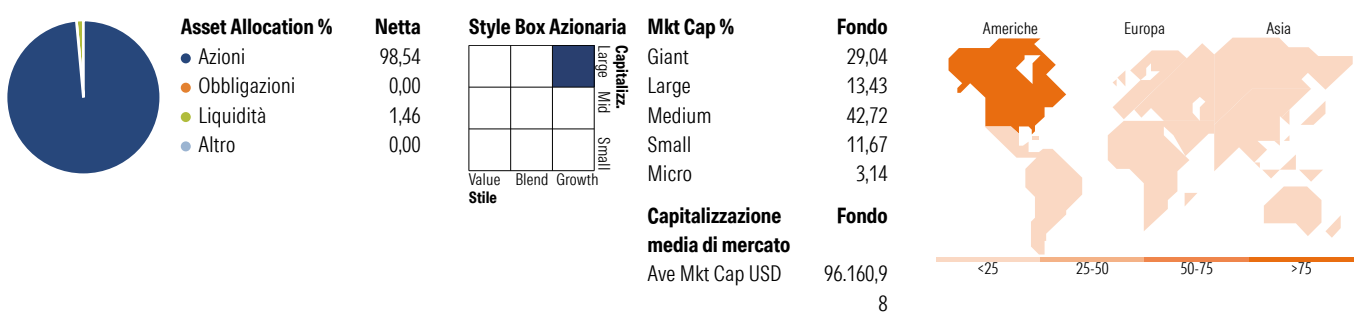 Asset Allocation % Netta
Azioni 98,54
Obbligazioni 0,00
Liquidità 1,46
Altro 0,00
Style Box Azionaria
Capitalizz.
Large Mid Small
Value Blend Growth
Stile
Mkt Cap % Fondo
Giant 29,04
Large 13,43
Medium 42,72
Small 11,67
Micro 3,14
Capitalizzazione Fondo
media di mercato
Ave Mkt Cap USD 96.160,9
8
Americhe Europa Asia
<25 25-50 50-75 >75